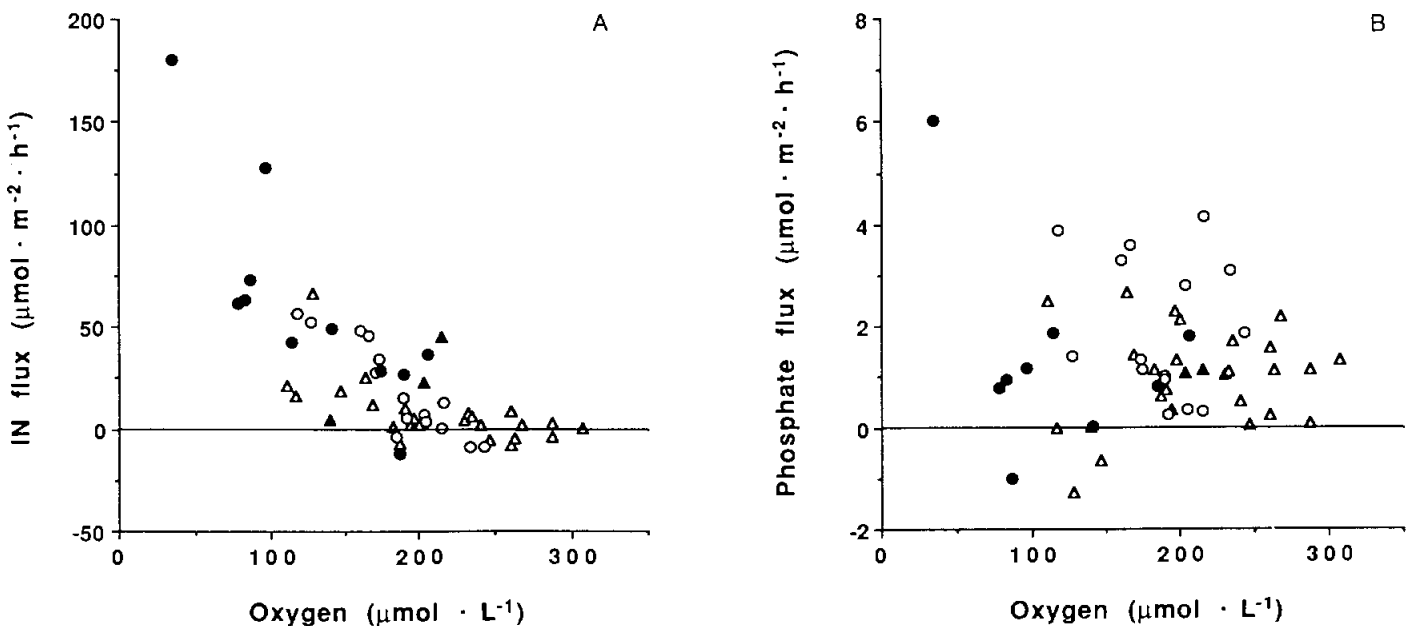 A
200
150
100
50
0
-50
0 100 200 300
IN flux (μmol · m-2 · h-1)
Oxygen (μmol · L-1)
B
8
6
4
2
0
-2
0 100 200 300
Phosphate flux (μmol · m-2 · h-1)
Oxygen (μmol · L-1)